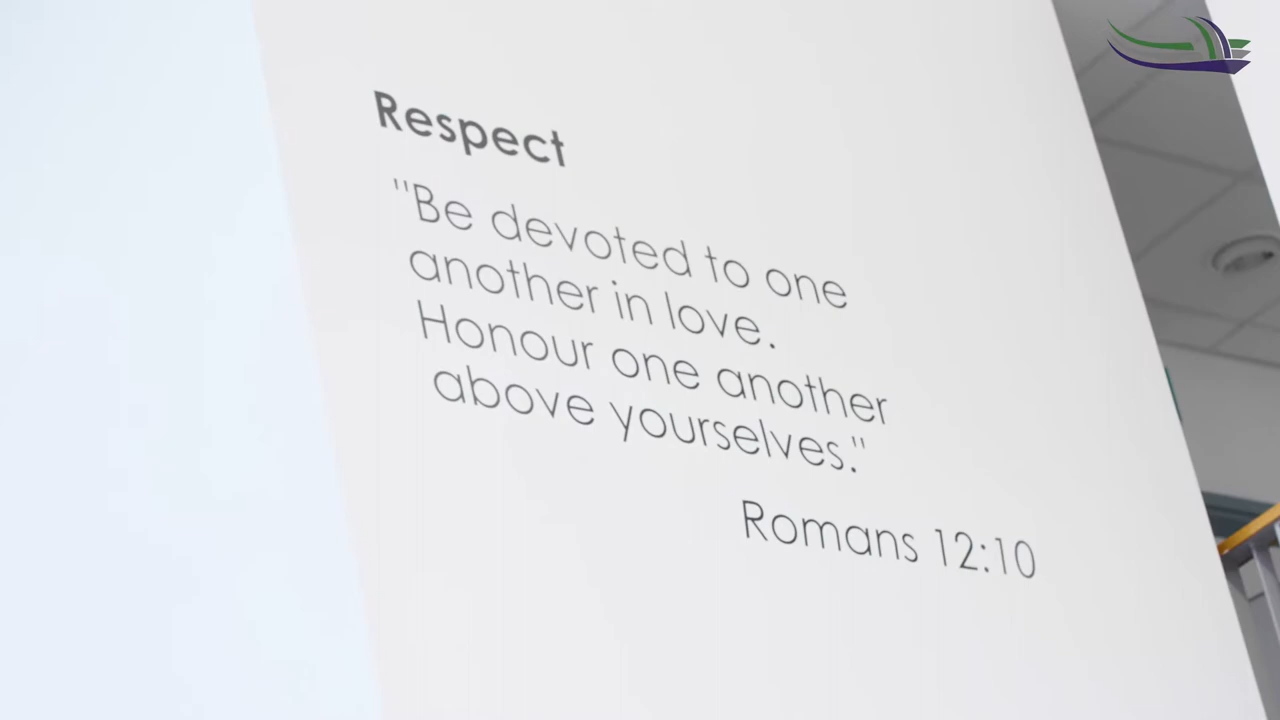 Respect
"Be devoted to one
another in love.
Honour one another
above yourselves."
Romans 12:10